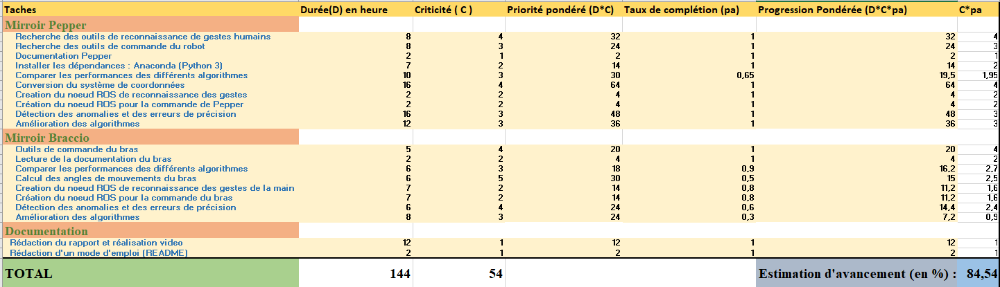 Taches Durée(D) en heure Criticité ( C ) Priorité pondéré (D*C) Taux de complétion (pa) Progression Pondérée (D*C*pa) C*pa
Mirroir Pepper
Recherche des outils de reconnaissance de gestes humains 8 4 32 1 32 4
Recherche des outils de commande du robot 8 3 24 1 24 3
Documentation Pepper 2 1 2 1 2 1
Installer les dépendances : Anaconda (Python 3) 7 2 14 1 14 2
Comparer les performances des différents algorithmes 10 3 30 0,65 19,5 1,95
Conversion du système de coordonnées 16 4 64 1 64 4
Creation du noeud ROS de reconnaissance des gestes 2 2 4 1 4 2
Création du noeud ROS pour la commande de Pepper 2 2 4 1 4 2
Détection des anomalies et des erreurs de précision 16 3 48 1 48 3
Amélioration des algorithmes 12 3 36 1 36 3
Mirroir Braccio
Outils de commande du bras 5 4 20 1 20 4
Lecture de la documentation du bras 2 2 4 1 4 2
Comparer les performances des différents algorithmes 6 3 18 0,9 16,2 2,7
Calcul des angles de mouvements du bras 6 5 30 0,5 15 2,5
Creation du noeud ROS de reconnaissance des gestes de la main 7 2 14 0,8 11,2 1,6
Création du noeud ROS pour la commande du bras 7 2 14 0,8 11,2 1,6
Détection des anomalies et des erreurs de précision 6 4 24 0,6 14,4 2,4
Amélioration des algorithmes 8 3 24 0,3 7,2 0,9
Documentation
Rédaction du rapport et réalisation video 12 1 12 1 12 1
Rédaction d'un mode d'emploi (README) 2 1 2 1 2 1
TOTAL 144 54 Estimation d'avancement (en %) : 84,54